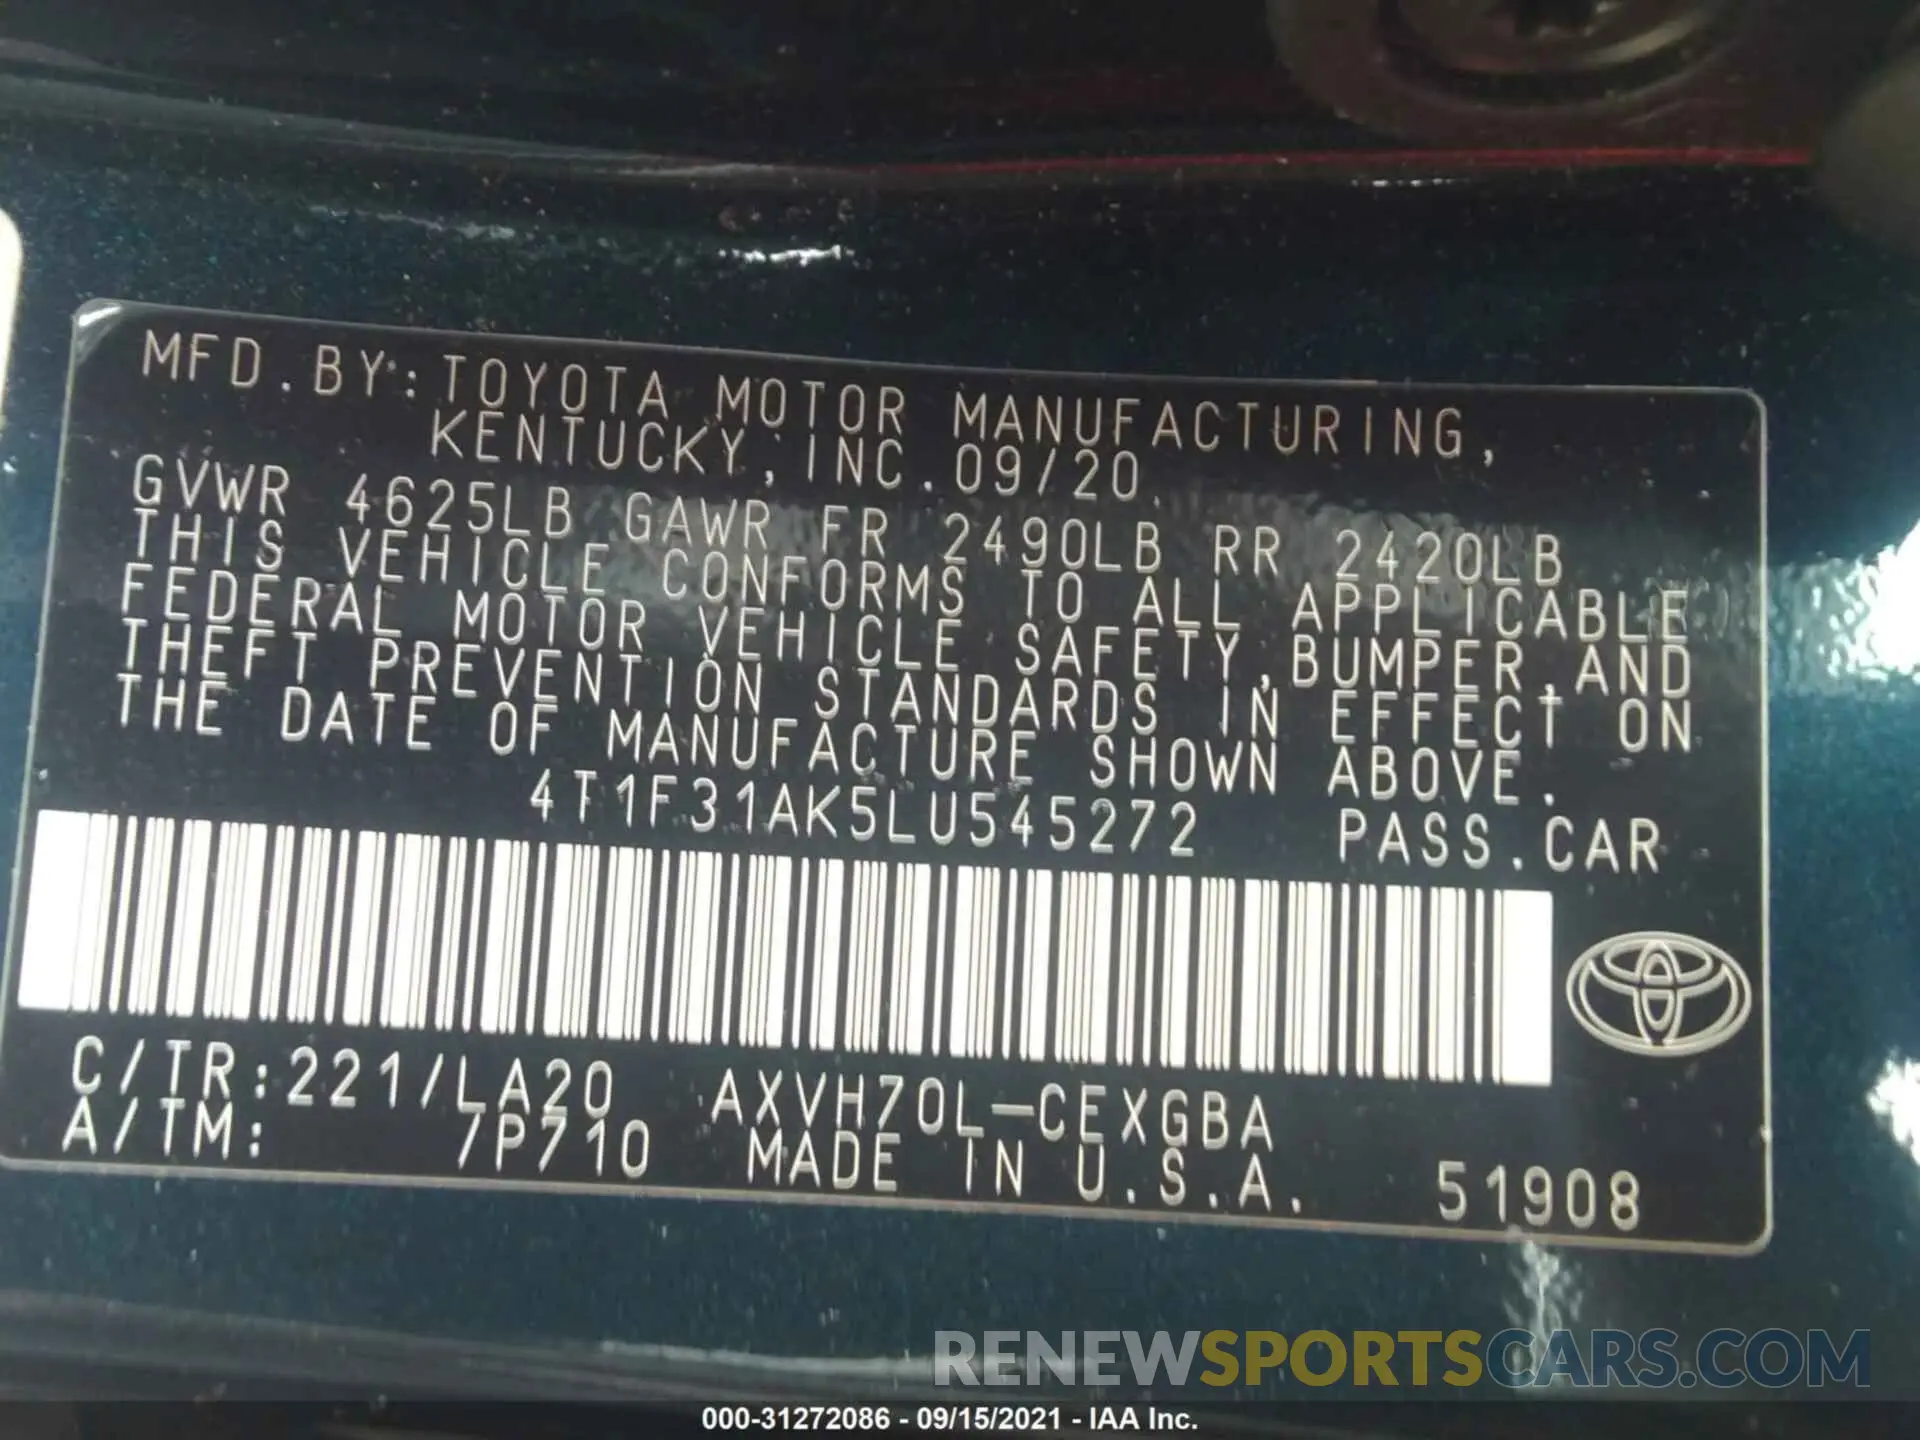 MFD.BY:TOYOTA MOTOR MANUFACTURING,
KENTUCKY,INC.09/20
GVWR 4625LB GAWR FR 2490LB RR 2420LB
THIS VEHICLE CONFORMS TO ALL APPLICABLE
FEDERAL MOTOR VEHICLE SAFETY,BUMPER,AND
THEFT PREVENTION STANDARDS IN EFFECT ON
THE DATE OF MANUFACTURE SHOWN ABOVE.
4T1F31AK5LU545272 PASS.CAR
C/TR:221/LA20 AXVH70L-CEXGBA
A/TM: 7P710 MADE IN U.S.A. 51908
RENEWSPORTSCARS.COM
000-31272086 - 09/15/2021 - IAA Inc.